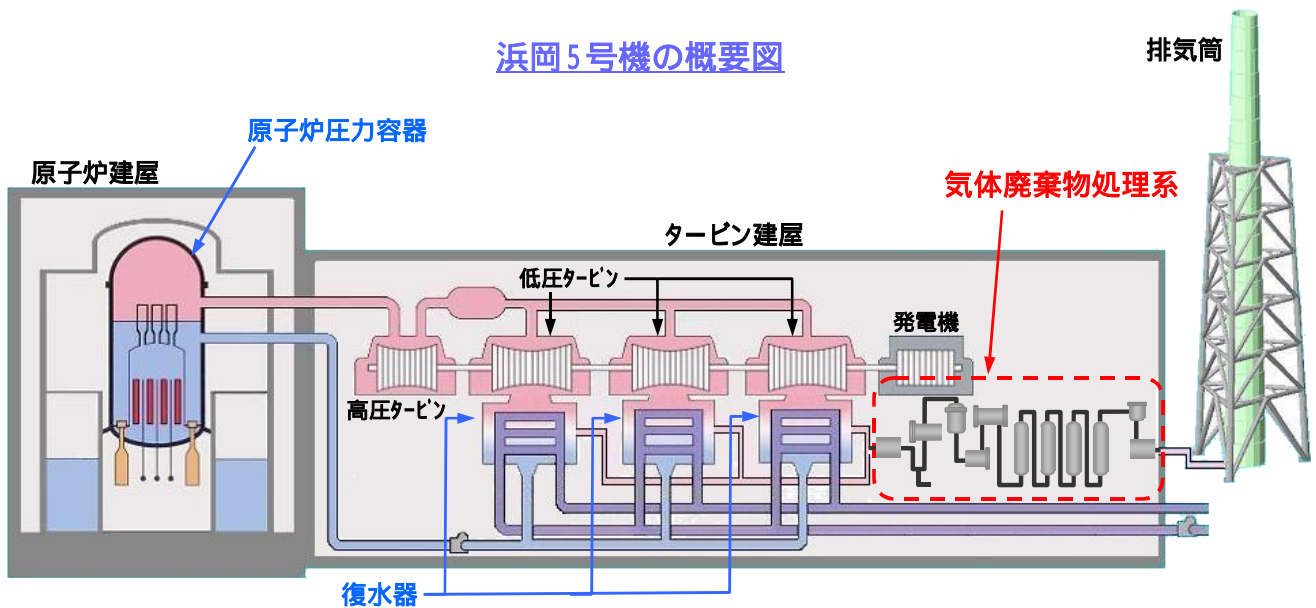 浜岡５号機の概要図
排気筒
原子炉圧力容器
原子炉建屋
気体廃棄物処理系
タービン建屋
低圧ﾀｰﾋﾞﾝ
発電機
高圧ﾀｰﾋﾞﾝ
復水器